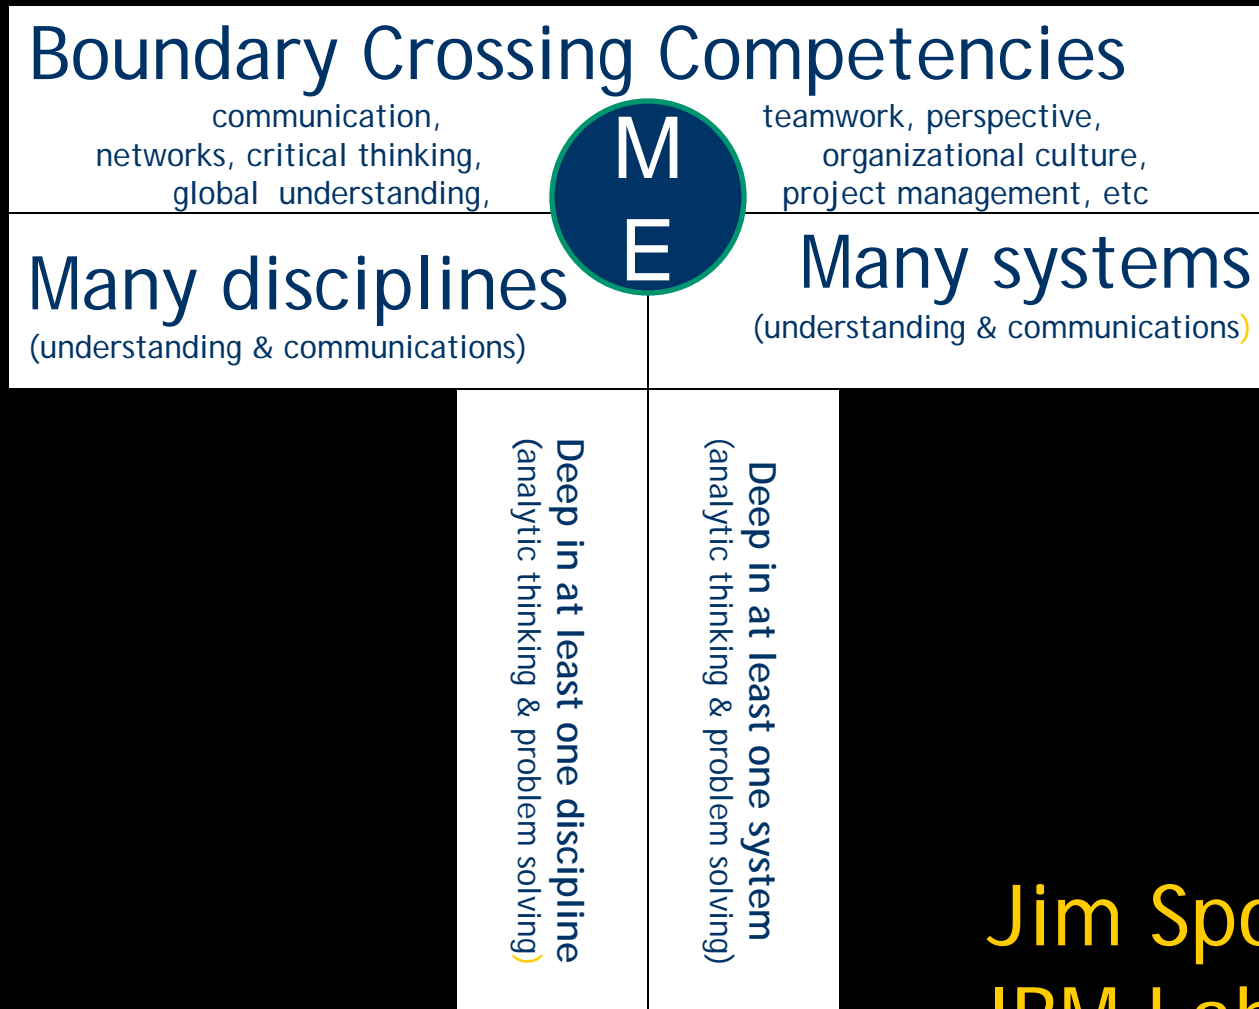 Boundary Crossing Competencies
communication,
networks, critical thinking,
global understanding,
M
E
teamwork, perspective,
organizational culture,
project management, etc
Many disciplines
(understanding & communications)
Many systems
(understanding & communications)
Deep in at least one discipline
(analytic thinking & problem solving)
Deep in at least one system
(analytic thinking & problem solving)
Jim